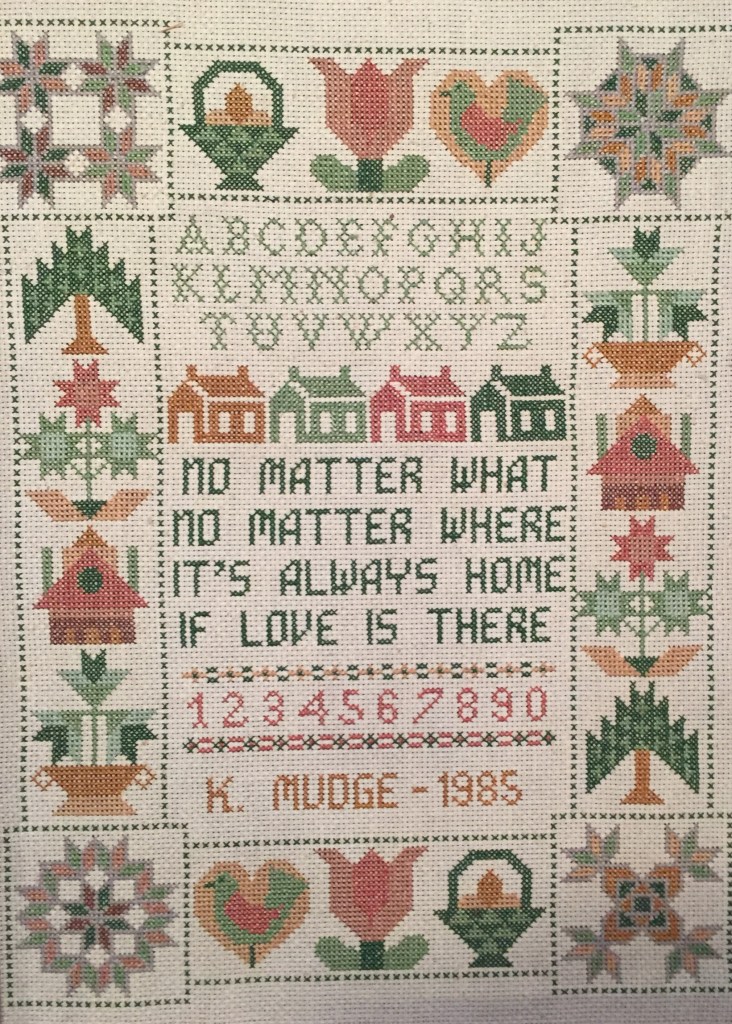 ABCDEFGHIJ
KLMNOPQRS
TUVWXYZ
NO MATTER WHAT
NO MATTER WHERE
IT'S ALWAYS HOME
IF LOVE IS THERE
1234567890
K. MUDGE - 1985